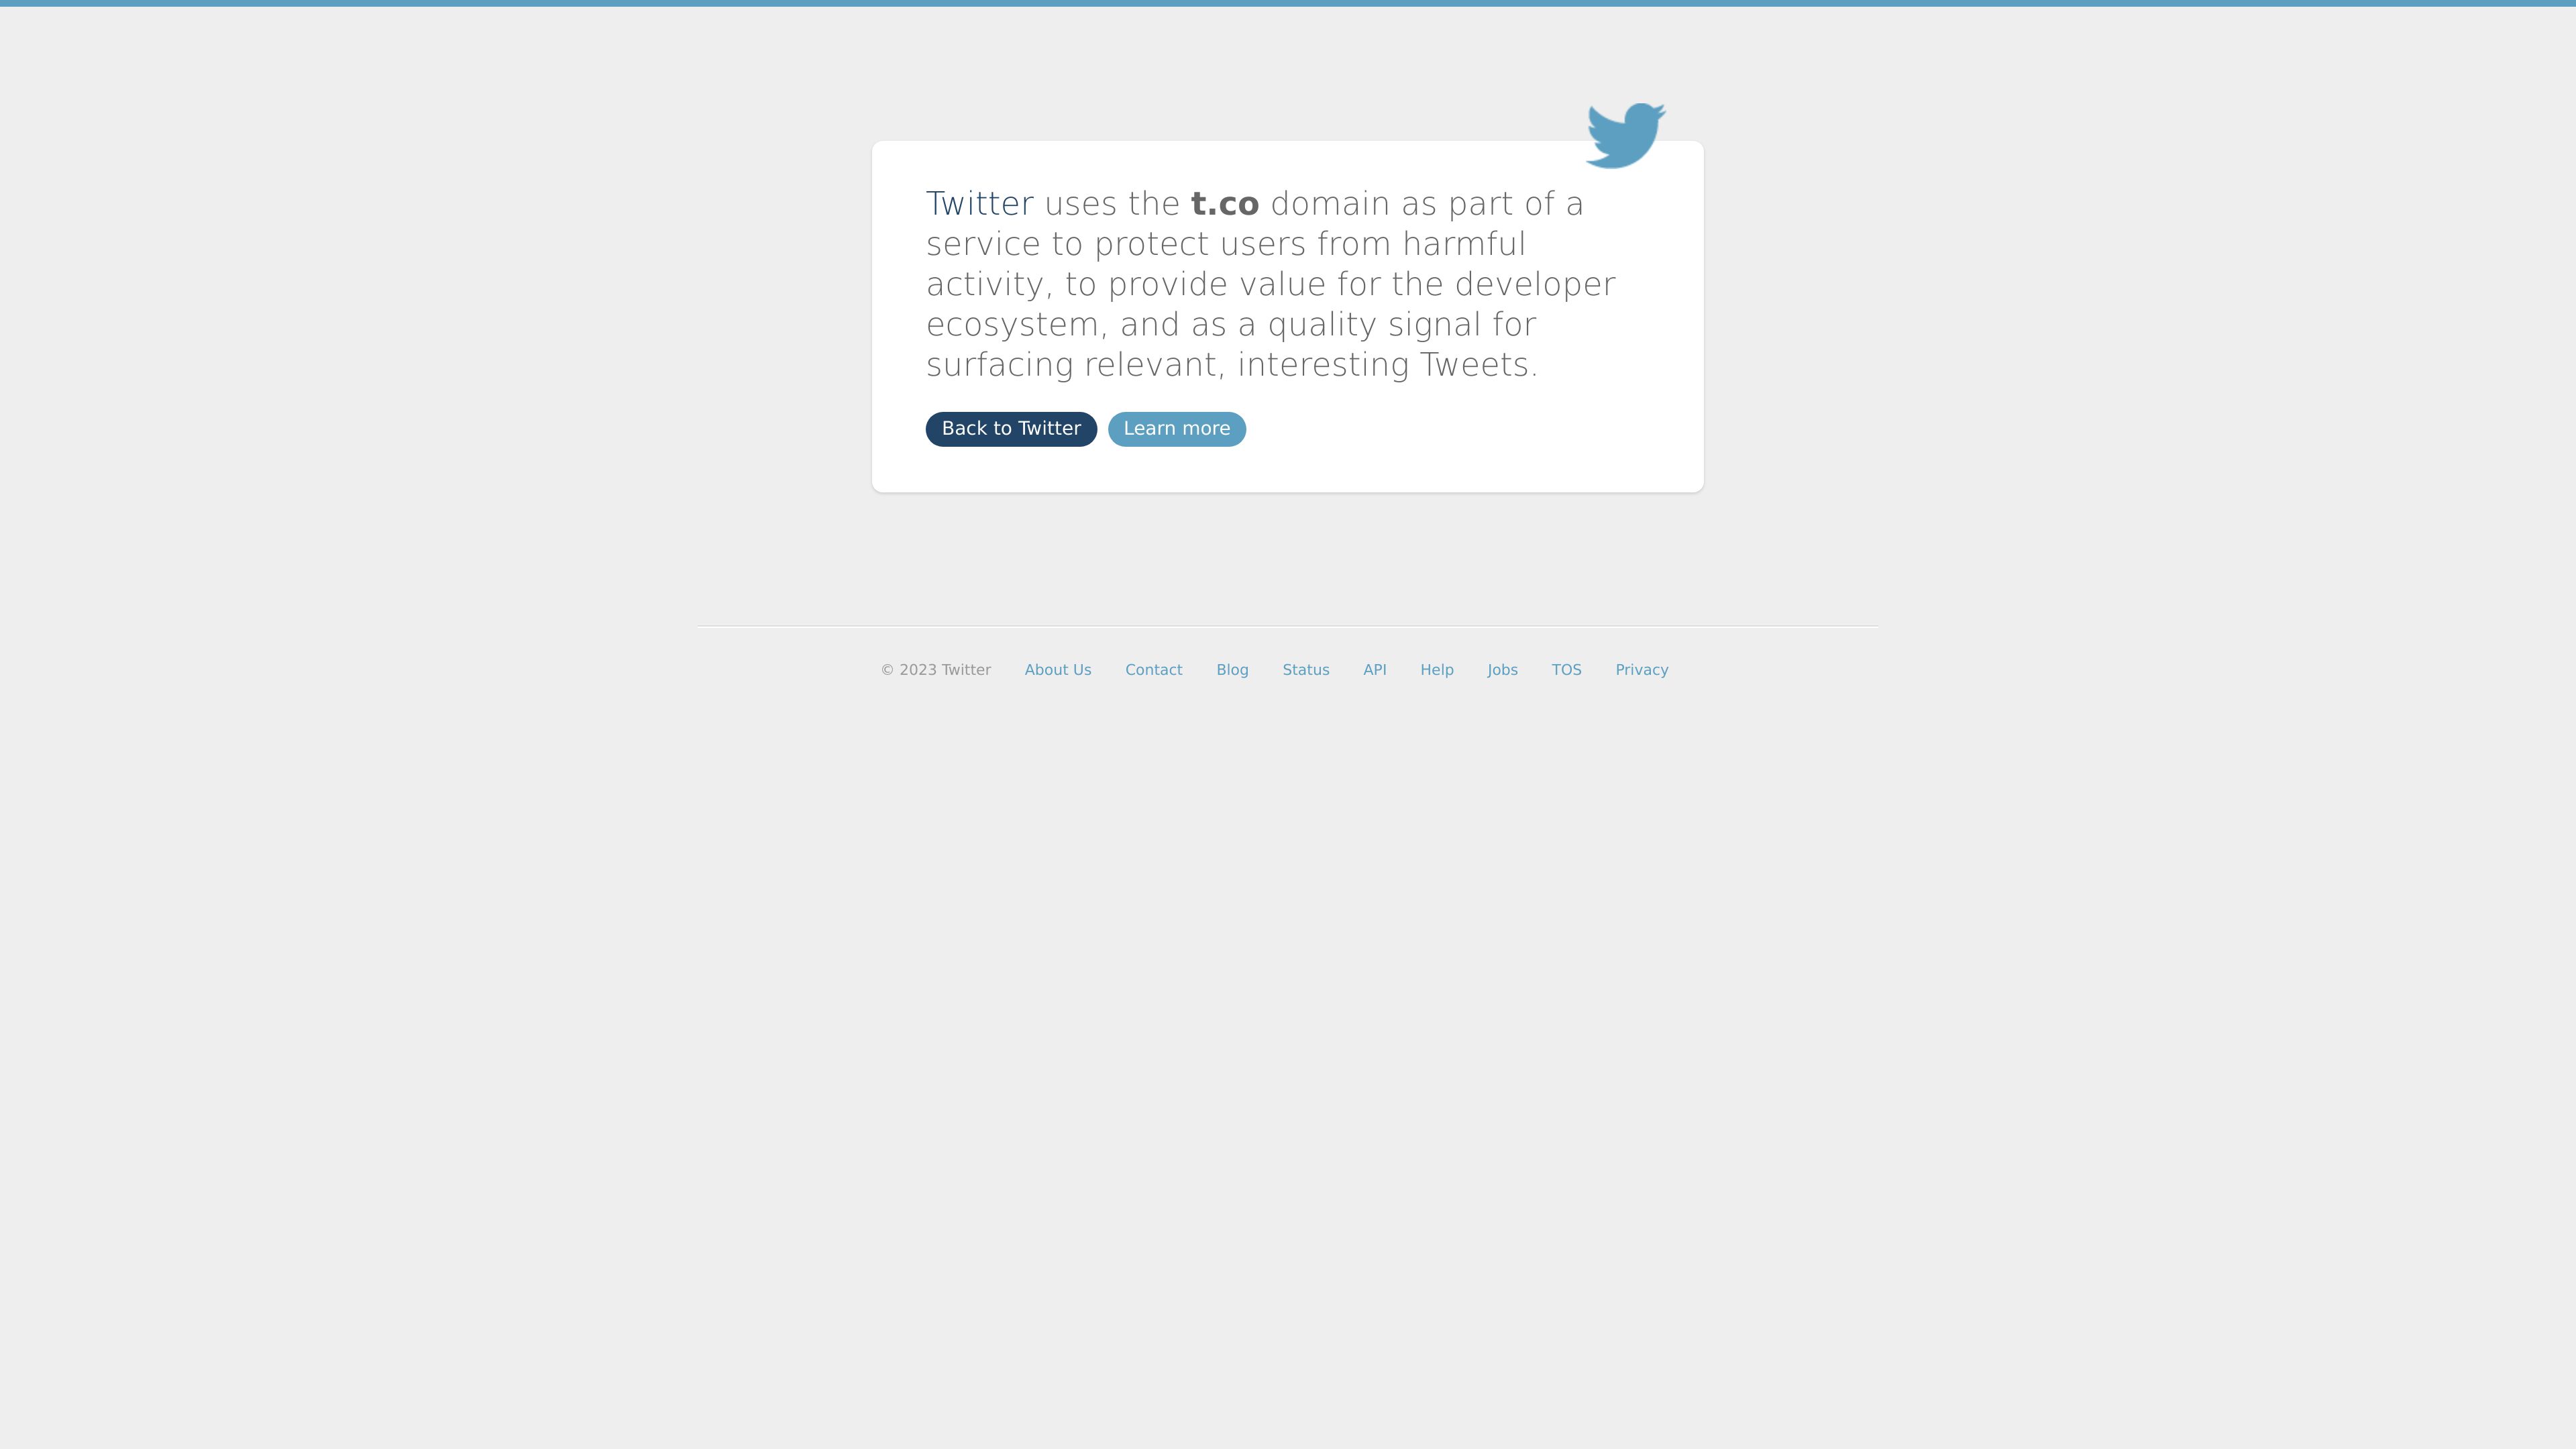 Twitter uses the t.co domain as part of a
service to protect users from harmful
activity, to provide value for the developer
ecosystem, and as a quality signal for
surfacing relevant, interesting Tweets.
Back to Twitter Learn more
© 2023 Twitter About Us Contact Blog Status API Help Jobs TOS Privacy